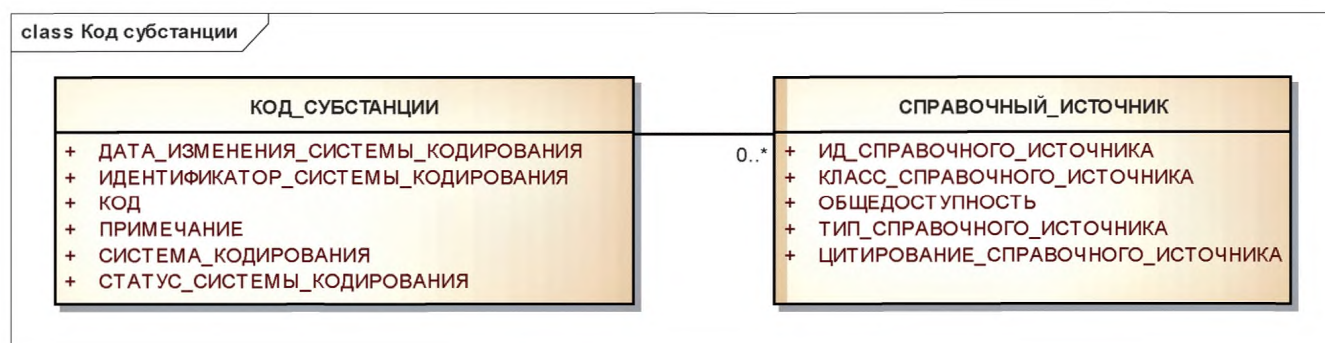 class Код субстанции
КОД_СУБСТАНЦИИ
+ ДАТА_ИЗМЕНЕНИЯ_СИСТЕМЫ_КОДИРОВАНИЯ
+ ИДЕНТИФИКАТОР_СИСТЕМЫ_КОДИРОВАНИЯ
+ КОД
+ ПРИМЕЧАНИЕ
+ СИСТЕМА_КОДИРОВАНИЯ
+ СТАТУС_СИСТЕМЫ_КОДИРОВАНИЯ
0..*
СПРАВОЧНЫЙ_ИСТОЧНИК
+ ИД_СПРАВОЧНОГО_ИСТОЧНИКА
+ КЛАСС_СПРАВОЧНОГО_ИСТОЧНИКА
+ ОБЩЕДОСТУПНОСТЬ
+ ТИП_СПРАВОЧНОГО_ИСТОЧНИКА
+ ЦИТИРОВАНИЕ_СПРАВОЧНОГО_ИСТОЧНИКА